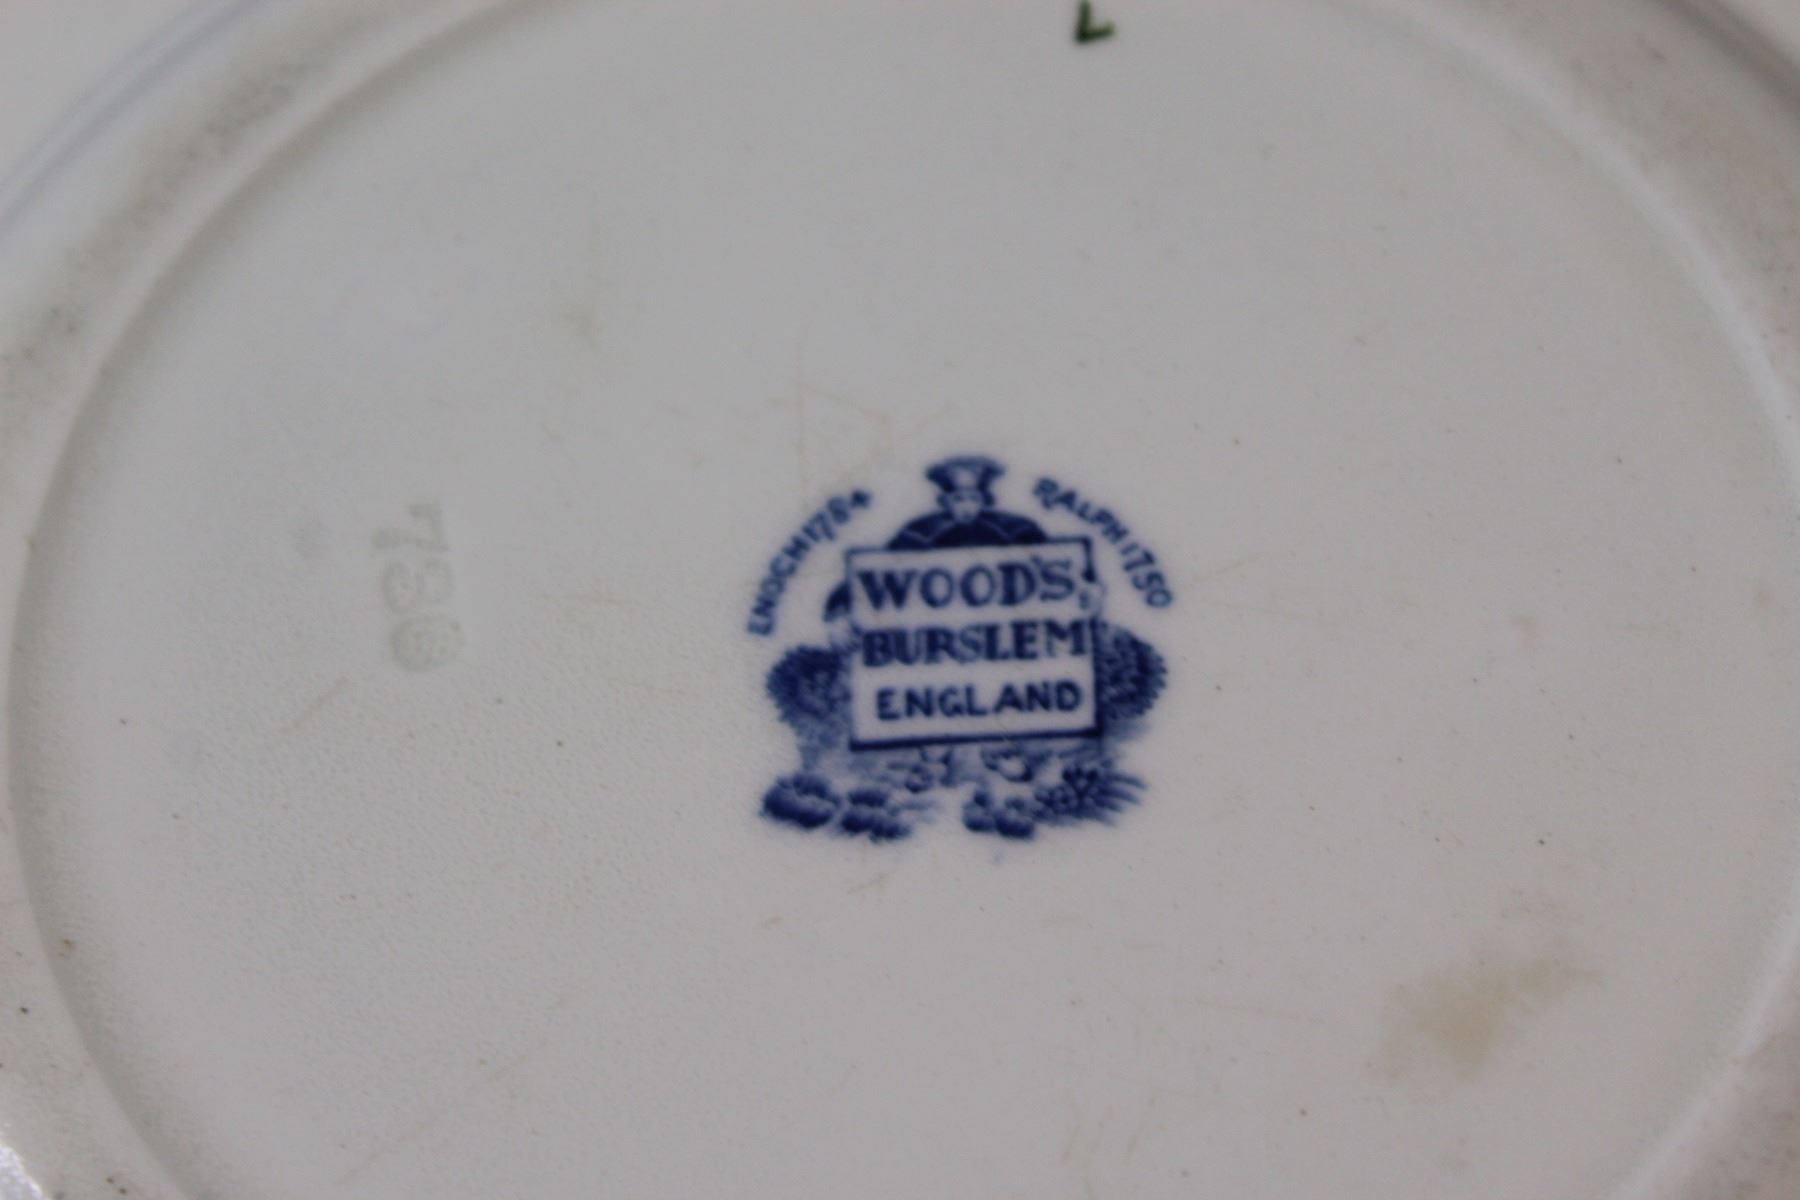 L
ENOCH 1784
RALPH 1750
WOOD'S,
BURSLEM
ENGLAND